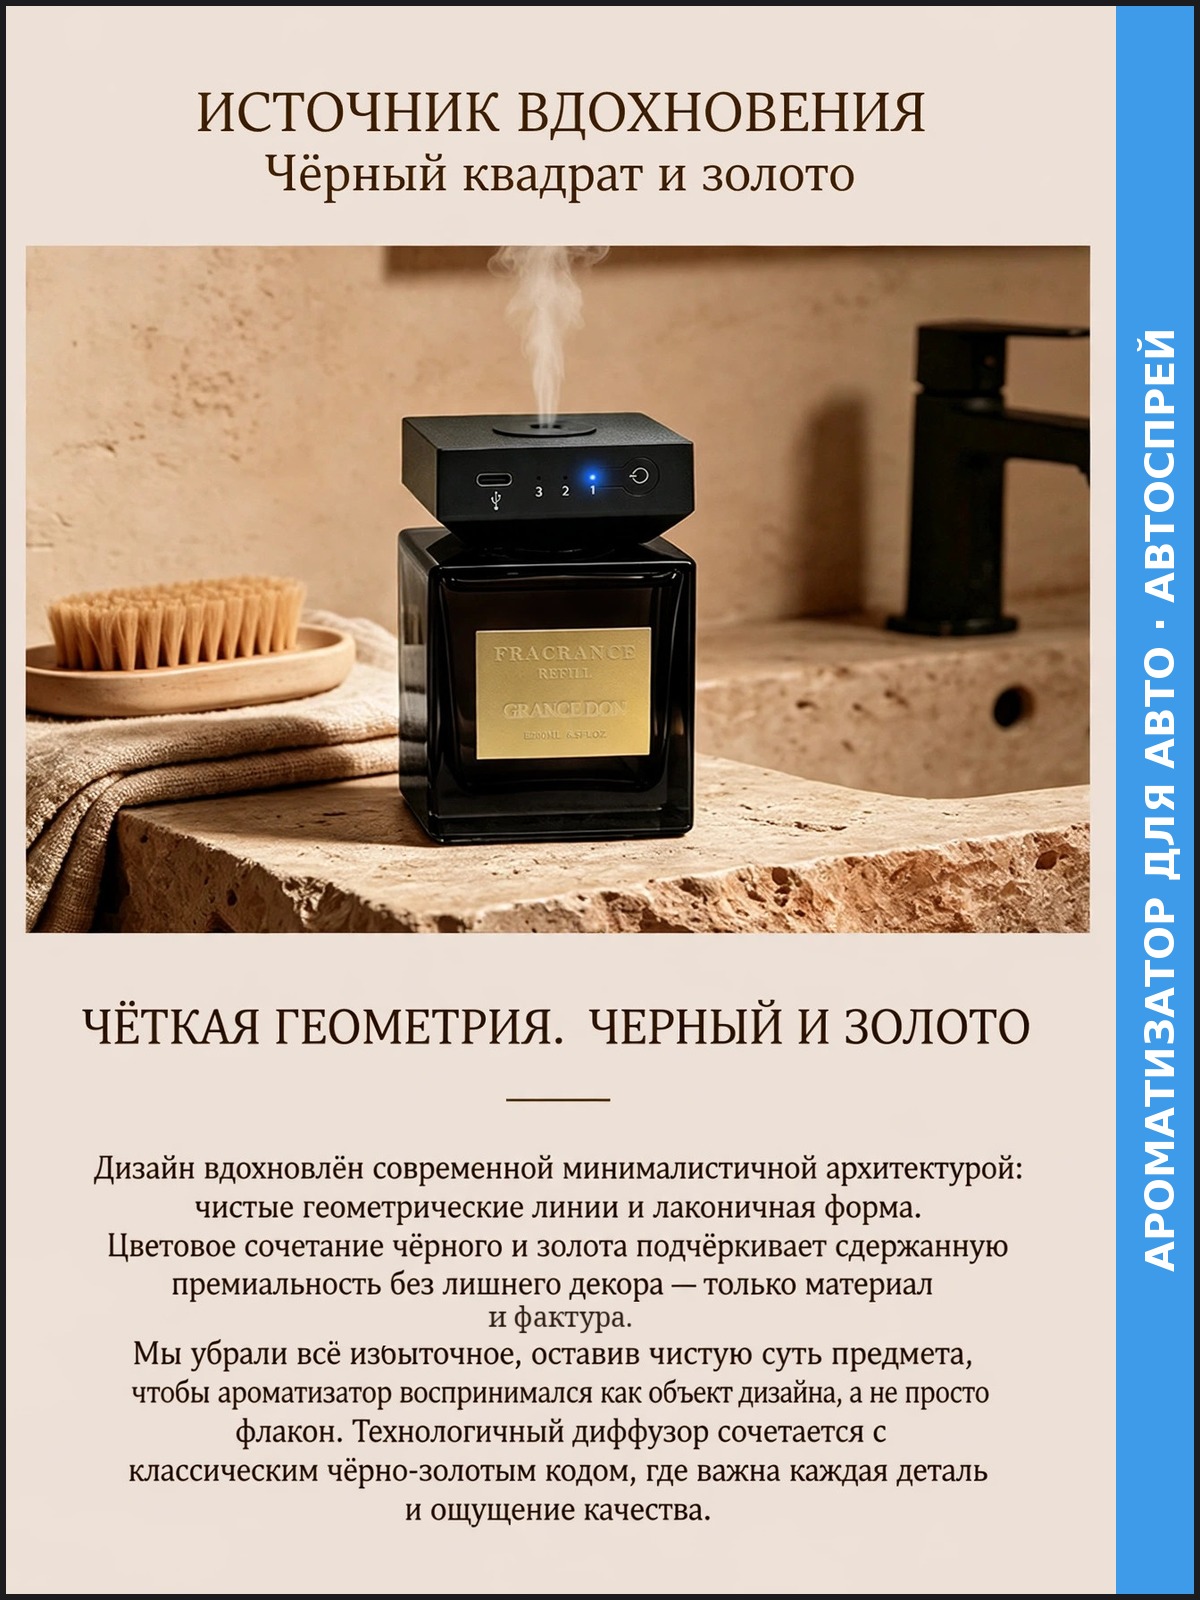 ИСТОЧНИК ВДОХНОВЕНИЯ
Чёрный квадрат и золото
3 2 1
FRAGRANCE
REFILL
GRANCE DON
ЧЁТКАЯ ГЕОМЕТРИЯ. ЧЕРНЫЙ И ЗОЛОТО
Дизайн вдохновлён современной минималистичной архитектурой:
чистые геометрические линии и лаконичная форма.
Цветовое сочетание чёрного и золота подчёркивает сдержанную
премиальность без лишнего декора — только материал
и фактура.
Мы убрали всё избыточное, оставив чистую суть предмета,
чтобы ароматизатор воспринимался как объект дизайна, а не просто
флакон. Технологичный диффузор сочетается с
классическим чёрно-золотым кодом, где важна каждая деталь
и ощущение качества.
АРОМАТИЗАТОР ДЛЯ АВТО · АВТОСПРЕЙ